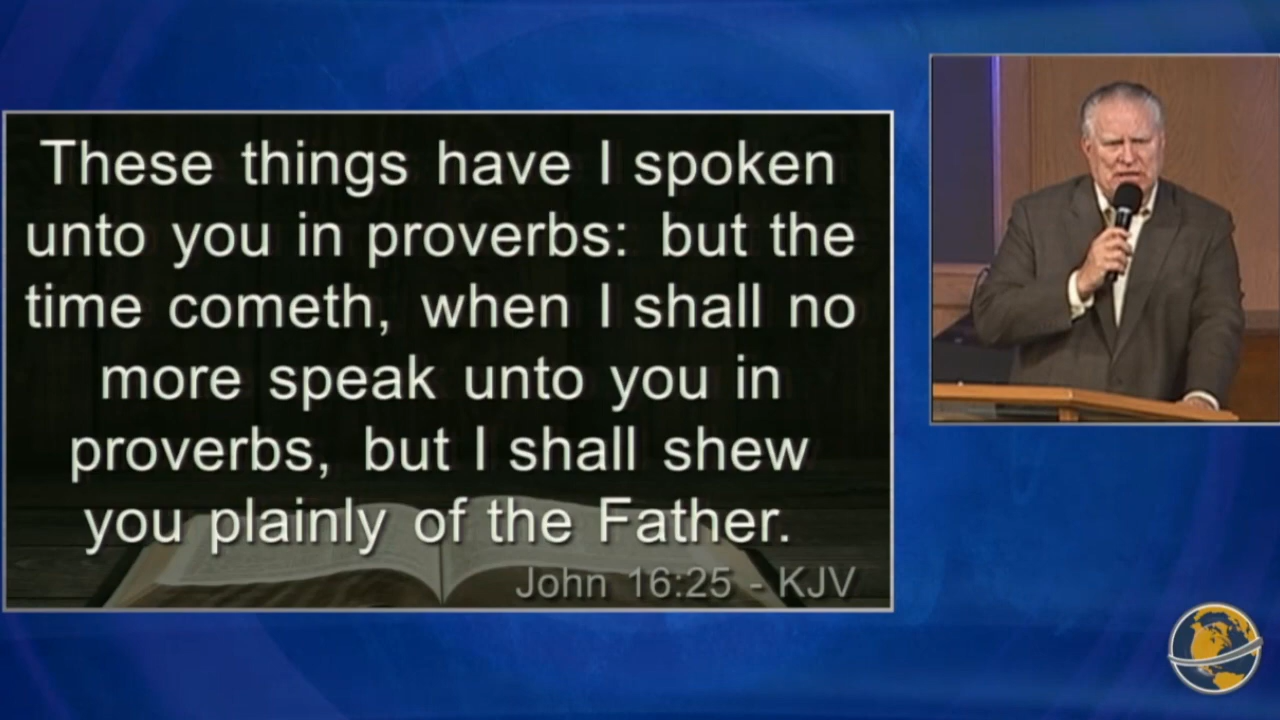 These things have I spoken
unto you in proverbs: but the
time cometh, when I shall no
more speak unto you in
proverbs, but I shall shew
you plainly of the Father.
John 16:25 - KJV